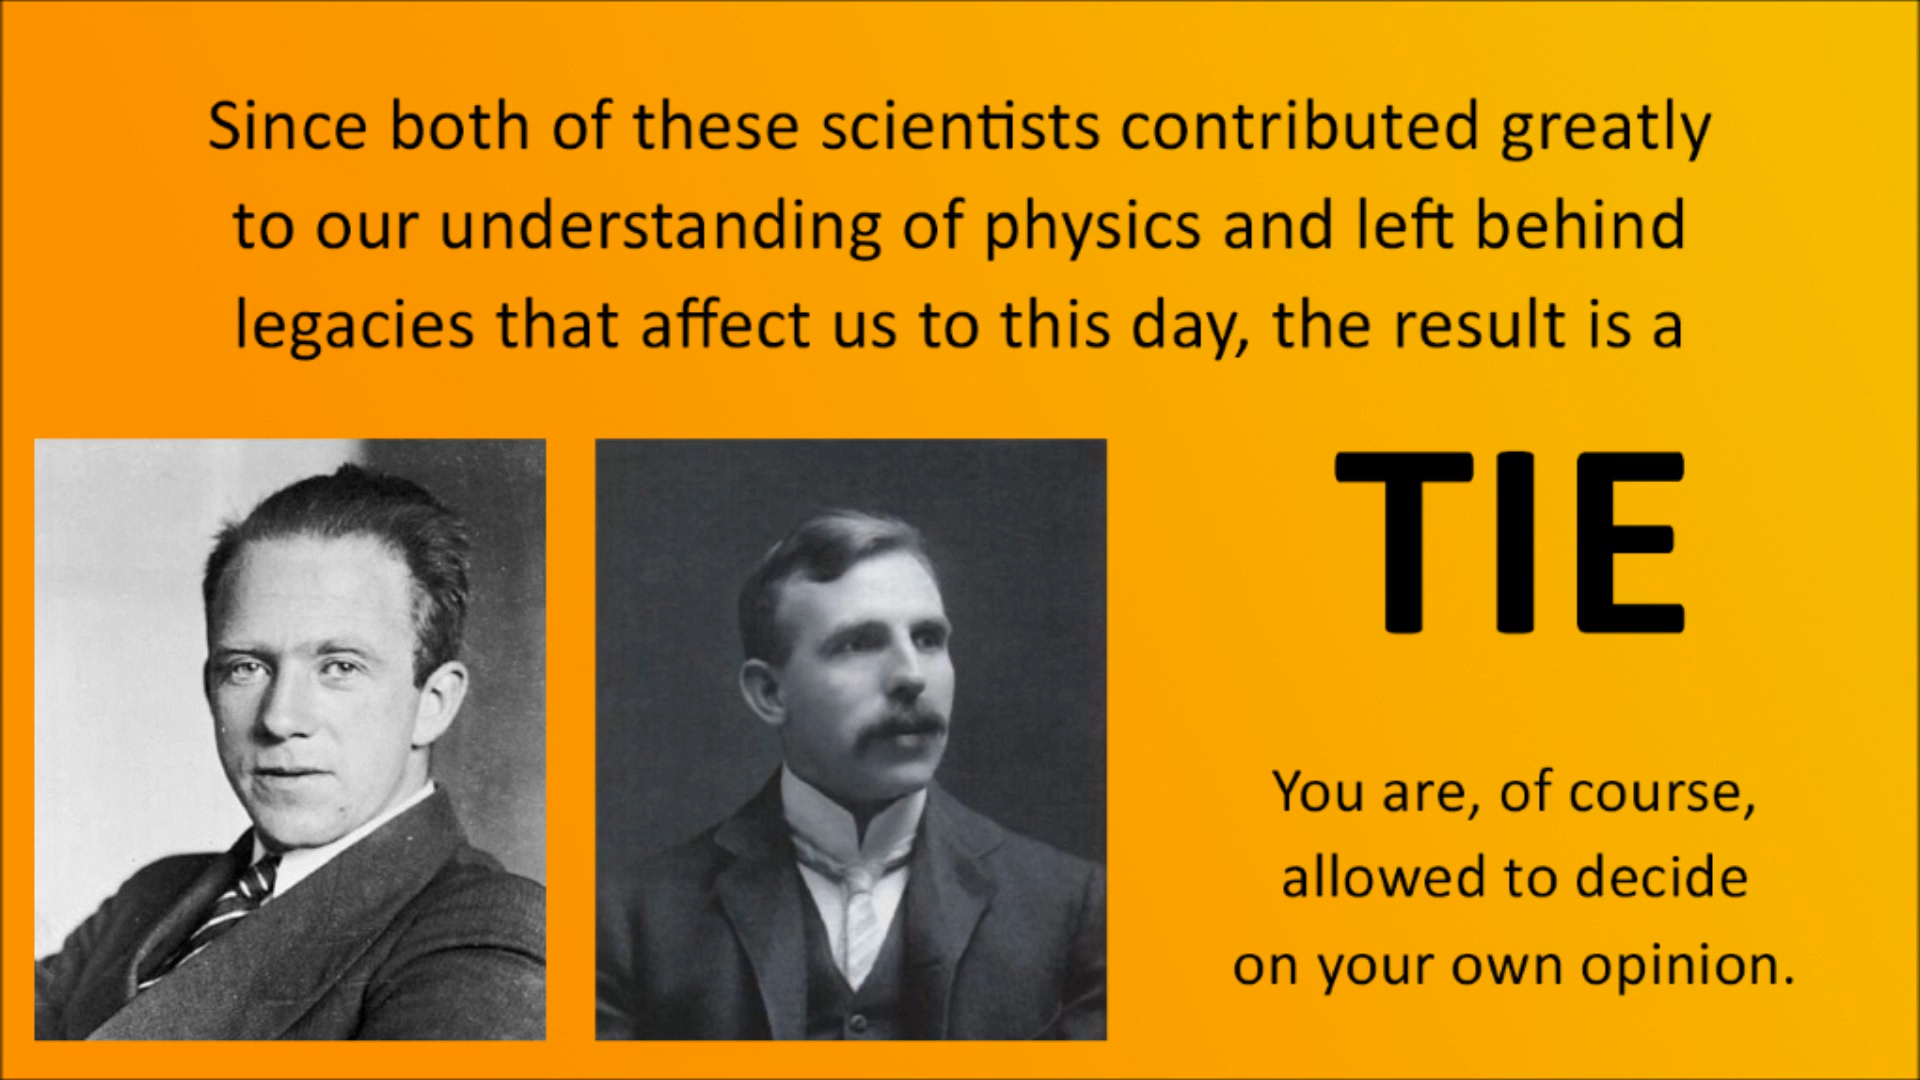 Since both of these scientists contributed greatly
to our understanding of physics and left behind
legacies that affect us to this day, the result is a
TIE
You are, of course,
allowed to decide
on your own opinion.